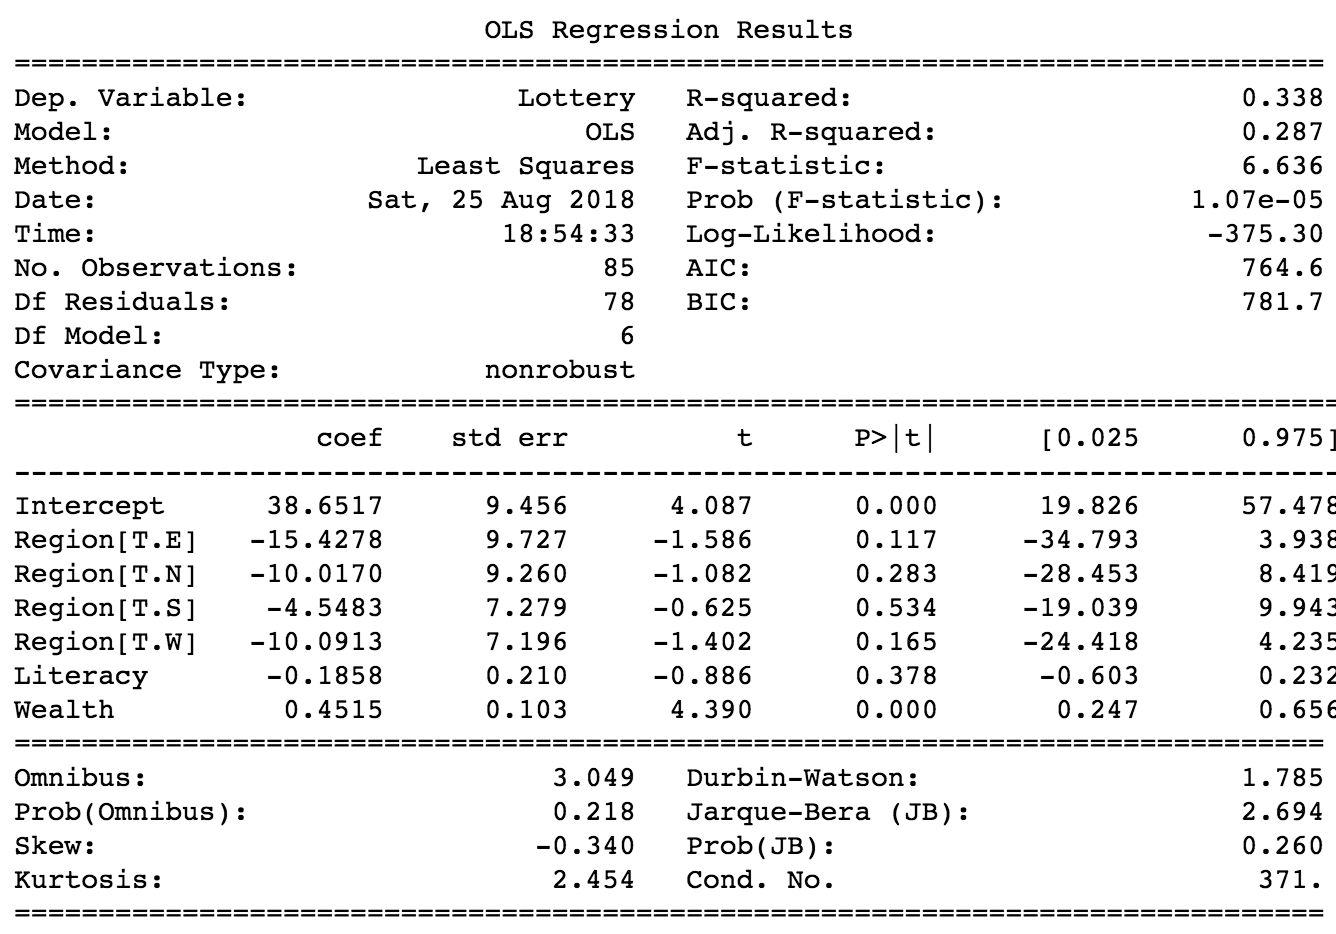 OLS Regression Results
==============================================================================
Dep. Variable: Lottery R-squared: 0.338
Model: OLS Adj. R-squared: 0.287
Method: Least Squares F-statistic: 6.636
Date: Sat, 25 Aug 2018 Prob (F-statistic): 1.07e-05
Time: 18:54:33 Log-Likelihood: -375.30
No. Observations: 85 AIC: 764.6
Df Residuals: 78 BIC: 781.7
Df Model: 6
Covariance Type: nonrobust
===============================================================================
coef std err t P>|t| [0.025 0.975]
-------------------------------------------------------------------------------
Intercept 38.6517 9.456 4.087 0.000 19.826 57.478
Region[T.E] -15.4278 9.727 -1.586 0.117 -34.793 3.938
Region[T.N] -10.0170 9.260 -1.082 0.283 -28.453 8.419
Region[T.S] -4.5483 7.279 -0.625 0.534 -19.039 9.943
Region[T.W] -10.0913 7.196 -1.402 0.165 -24.418 4.235
Literacy -0.1858 0.210 -0.886 0.378 -0.603 0.232
Wealth 0.4515 0.103 4.390 0.000 0.247 0.656
==============================================================================
Omnibus: 3.049 Durbin-Watson: 1.785
Prob(Omnibus): 0.218 Jarque-Bera (JB): 2.694
Skew: -0.340 Prob(JB): 0.260
Kurtosis: 2.454 Cond. No. 371.
==============================================================================